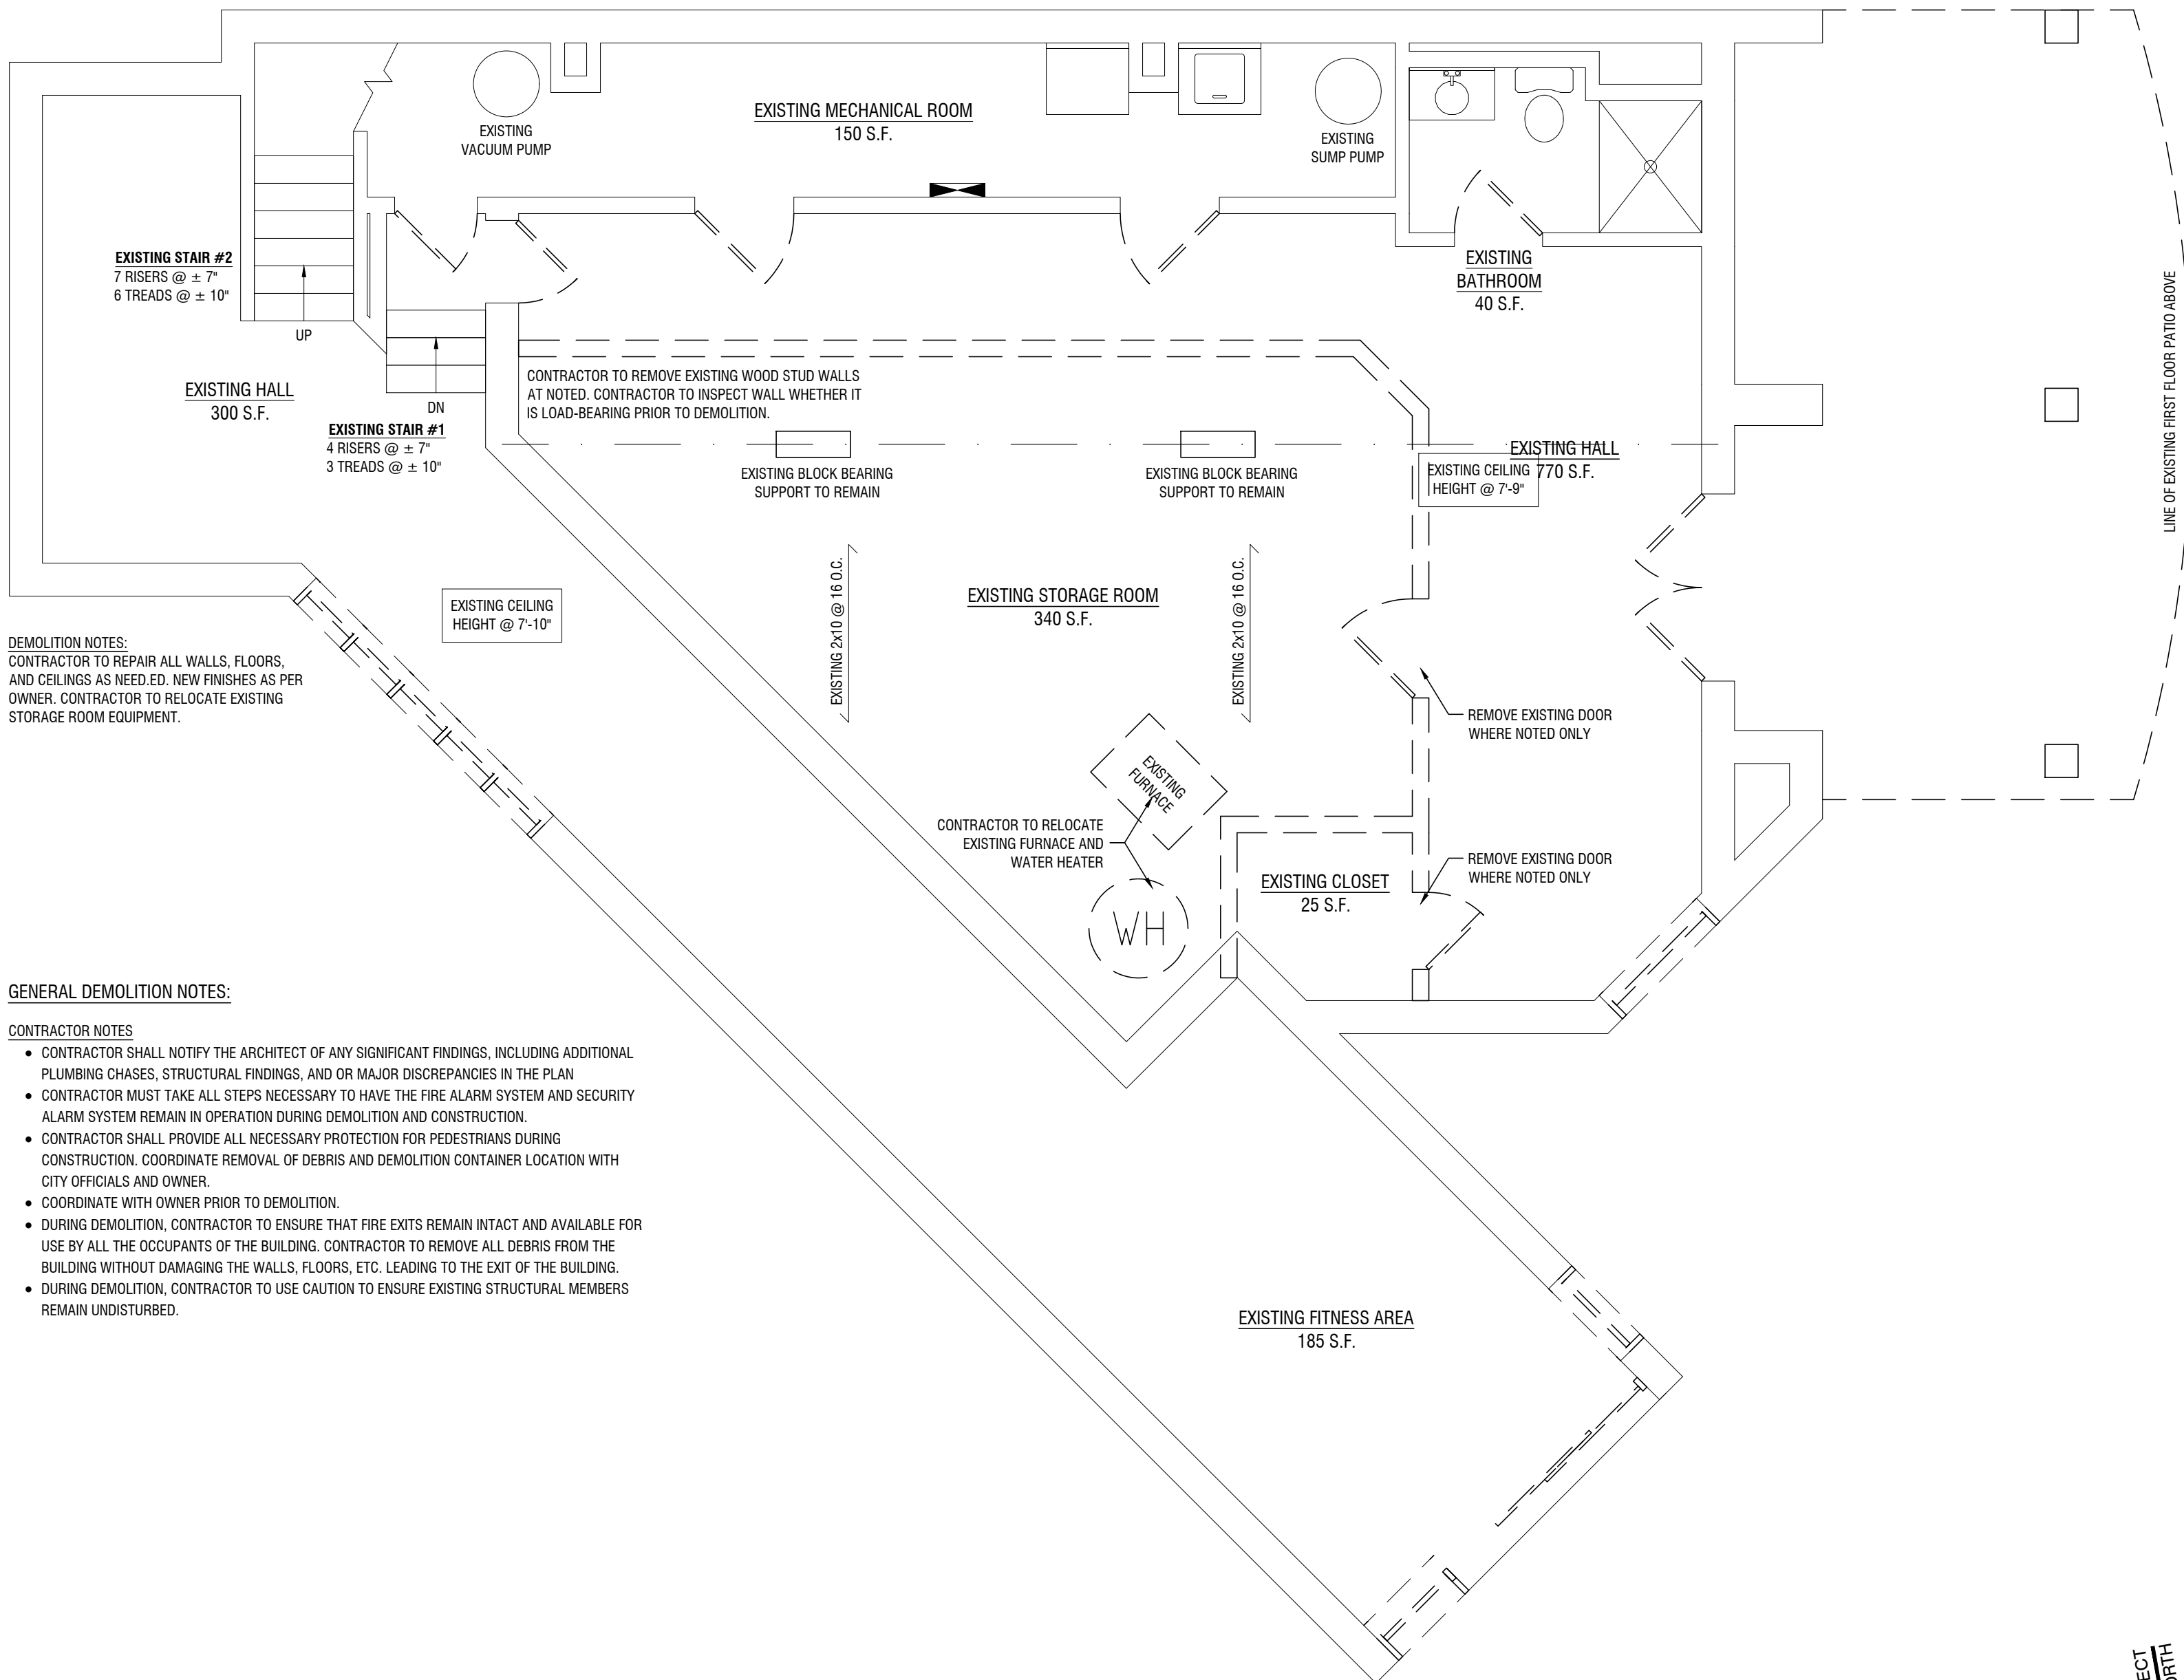 EXISTING MECHANICAL ROOM
150 S.F.
EXISTING
VACUUM PUMP
EXISTING
SUMP PUMP
EXISTING STAIR #2
7 RISERS @ ± 7"
6 TREADS @ ± 10"
UP
EXISTING
BATHROOM
40 S.F.
LINE OF EXISTING FIRST FLOOR PATIO ABOVE
EXISTING HALL
300 S.F.
DN
EXISTING STAIR #1
4 RISERS @ ± 7"
3 TREADS @ ± 10"
CONTRACTOR TO REMOVE EXISTING WOOD STUD WALLS
AT NOTED. CONTRACTOR TO INSPECT WALL WHETHER IT
IS LOAD-BEARING PRIOR TO DEMOLITION.
EXISTING BLOCK BEARING
SUPPORT TO REMAIN
EXISTING BLOCK BEARING
SUPPORT TO REMAIN
EXISTING HALL
770 S.F.
EXISTING CEILING
HEIGHT @ 7'-9"
EXISTING 2x10 @ 16 O.C.
EXISTING 2x10 @ 16 O.C.
EXISTING STORAGE ROOM
340 S.F.
EXISTING CEILING
HEIGHT @ 7'-10"
DEMOLITION NOTES:
CONTRACTOR TO REPAIR ALL WALLS, FLOORS,
AND CEILINGS AS NEED.ED. NEW FINISHES AS PER
OWNER. CONTRACTOR TO RELOCATE EXISTING
STORAGE ROOM EQUIPMENT.
REMOVE EXISTING DOOR
WHERE NOTED ONLY
EXISTING
FURNACE
CONTRACTOR TO RELOCATE
EXISTING FURNACE AND
WATER HEATER
WH
EXISTING CLOSET
25 S.F.
REMOVE EXISTING DOOR
WHERE NOTED ONLY
GENERAL DEMOLITION NOTES:
CONTRACTOR NOTES
• CONTRACTOR SHALL NOTIFY THE ARCHITECT OF ANY SIGNIFICANT FINDINGS, INCLUDING ADDITIONAL
PLUMBING CHASES, STRUCTURAL FINDINGS, AND OR MAJOR DISCREPANCIES IN THE PLAN
• CONTRACTOR MUST TAKE ALL STEPS NECESSARY TO HAVE THE FIRE ALARM SYSTEM AND SECURITY
ALARM SYSTEM REMAIN IN OPERATION DURING DEMOLITION AND CONSTRUCTION.
• CONTRACTOR SHALL PROVIDE ALL NECESSARY PROTECTION FOR PEDESTRIANS DURING
CONSTRUCTION. COORDINATE REMOVAL OF DEBRIS AND DEMOLITION CONTAINER LOCATION WITH
CITY OFFICIALS AND OWNER.
• COORDINATE WITH OWNER PRIOR TO DEMOLITION.
• DURING DEMOLITION, CONTRACTOR TO ENSURE THAT FIRE EXITS REMAIN INTACT AND AVAILABLE FOR
USE BY ALL THE OCCUPANTS OF THE BUILDING. CONTRACTOR TO REMOVE ALL DEBRIS FROM THE
BUILDING WITHOUT DAMAGING THE WALLS, FLOORS, ETC. LEADING TO THE EXIT OF THE BUILDING.
• DURING DEMOLITION, CONTRACTOR TO USE CAUTION TO ENSURE EXISTING STRUCTURAL MEMBERS
REMAIN UNDISTURBED.
EXISTING FITNESS AREA
185 S.F.